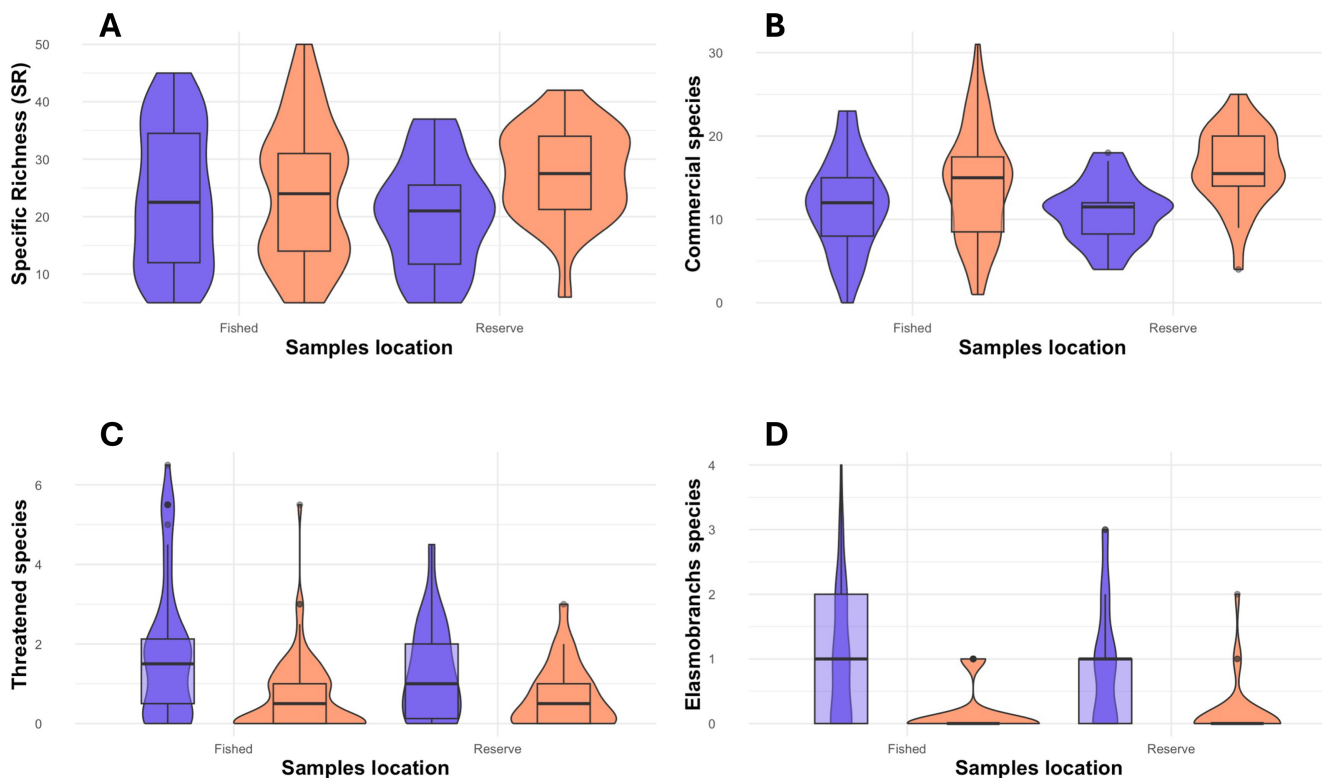 A
Specific Richness (SR)
50
40
30
20
10
Fished
Reserve
Samples location
B
Commercial species
30
20
10
0
Fished
Reserve
Samples location
C
Threatened species
6
4
2
0
Fished
Reserve
Samples location
D
Elasmobranchs species
4
3
2
1
0
Fished
Reserve
Samples location